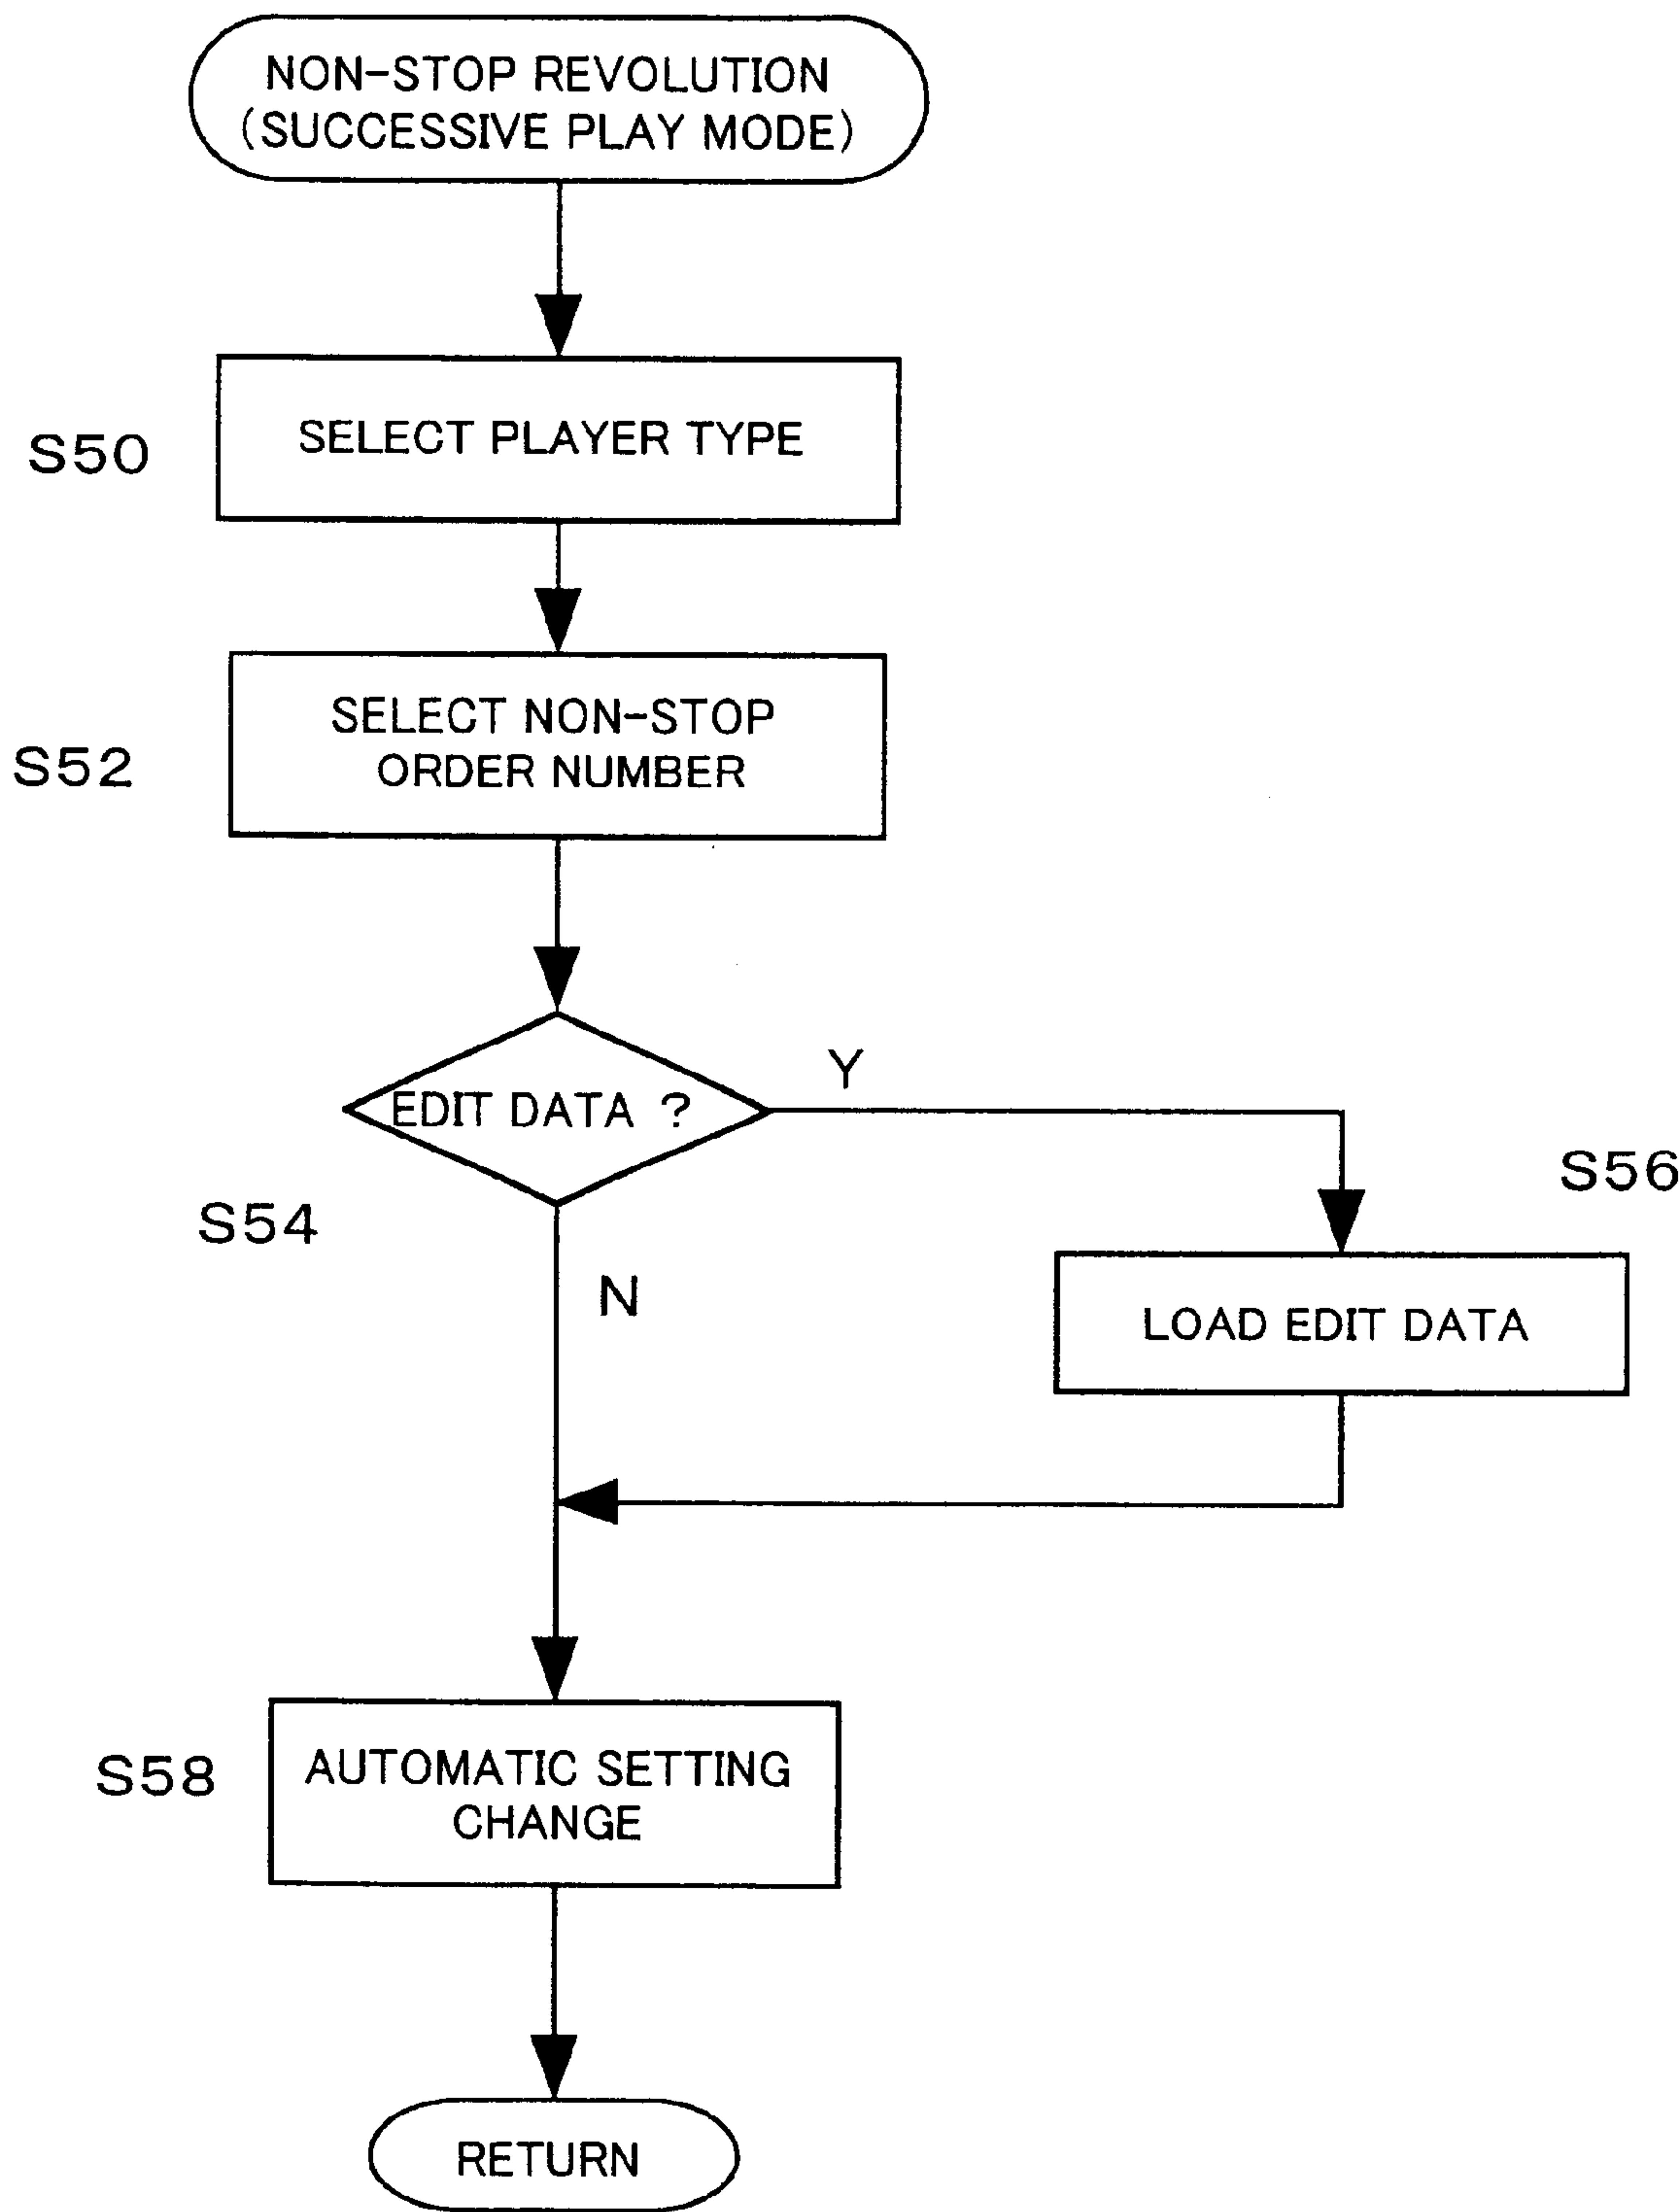 NON-STOP REVOLUTION
(SUCCESSIVE PLAY MODE)
S50
SELECT PLAYER TYPE
S52
SELECT NON-STOP
ORDER NUMBER
EDIT DATA ?
Y
S54
N
S56
LOAD EDIT DATA
S58
AUTOMATIC SETTING
CHANGE
RETURN